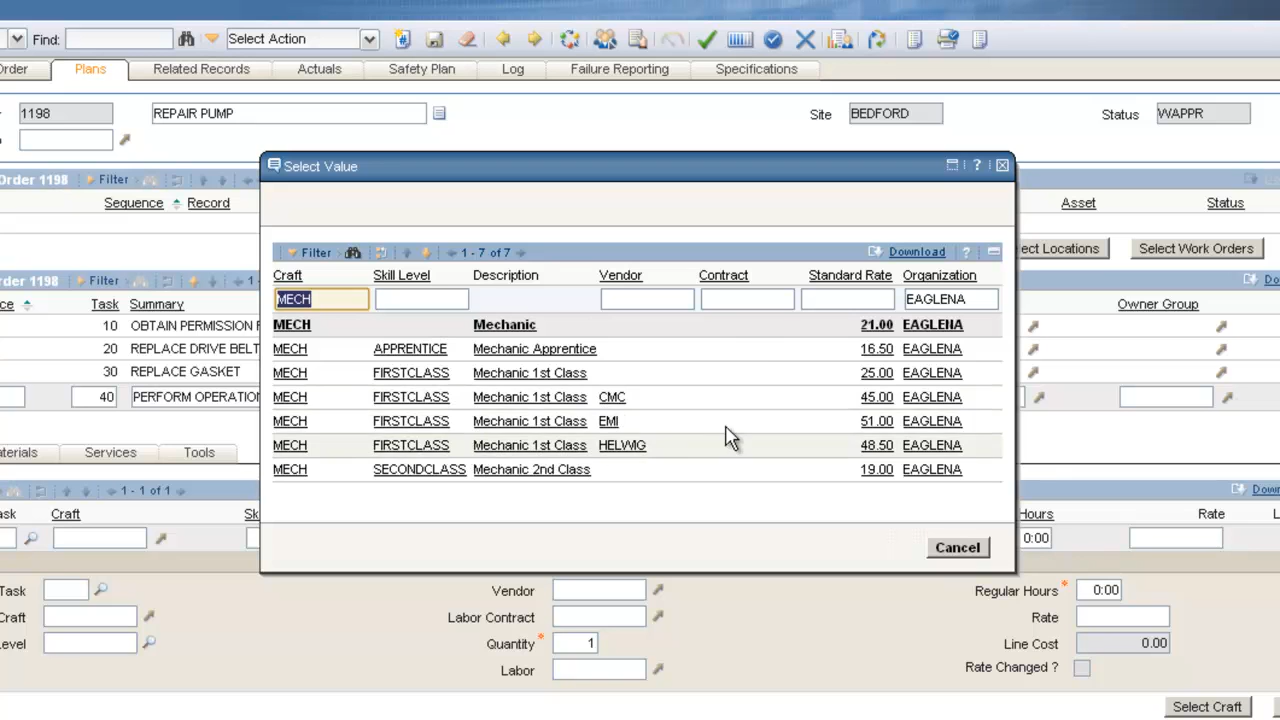 Find: Select Action
Order Plans Related Records Actuals Safety Plan Log Failure Reporting Specifications
1198 REPAIR PUMP Site BEDFORD Status WAPPR
Select Value
Order 1198 Filter
Sequence Record Asset Status
Filter 1 - 7 of 7 Download
ect Locations Select Work Orders
Craft Skill Level Description Vendor Contract Standard Rate Organization
MECH EAGLENA
MECH Mechanic 21.00 EAGLENA
MECH APPRENTICE Mechanic Apprentice 16.50 EAGLENA
MECH FIRSTCLASS Mechanic 1st Class 25.00 EAGLENA
MECH FIRSTCLASS Mechanic 1st Class CMC 45.00 EAGLENA
MECH FIRSTCLASS Mechanic 1st Class EMI 51.00 EAGLENA
MECH FIRSTCLASS Mechanic 1st Class HELWIG 48.50 EAGLENA
MECH SECONDCLASS Mechanic 2nd Class 19.00 EAGLENA
Cancel
Order 1198 Filter 1 Do
ce Task Summary Owner Group
10 OBTAIN PERMISSION F
20 REPLACE DRIVE BELT
30 REPLACE GASKET
40 PERFORM OPERATION
terials Services Tools
1 - 1 of 1 Down
ask Craft Sk Hours Rate L
0:00
Task Vendor Regular Hours * 0:00
Craft Labor Contract Rate
Level Quantity * 1 Line Cost 0.00
Labor Rate Changed ?
Select Craft